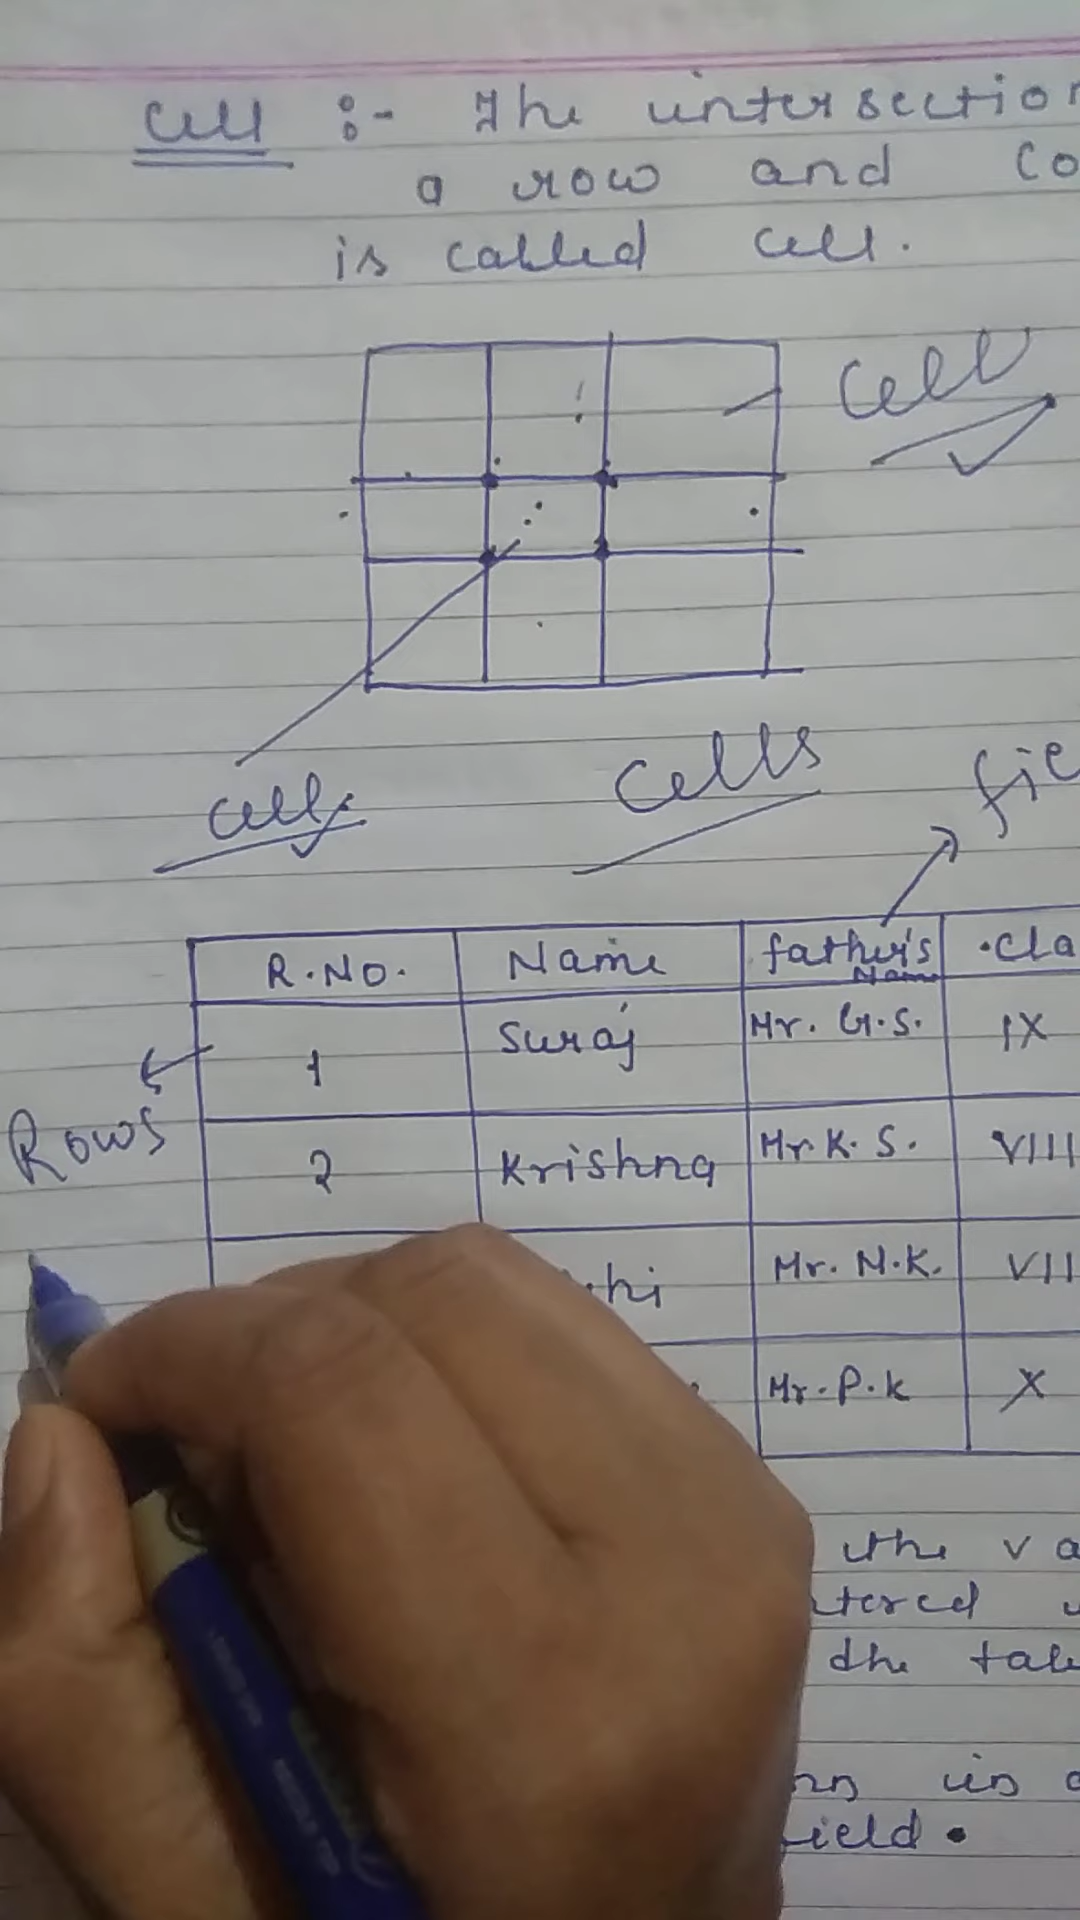 Cell :- The intersection
a row and Co
is called cell.
Cell
Cell
Cells
fie
R.NO. Name father's Name .Cla
1 Suraj Mr. G.S. IX
Rows
2 Krishna Mr. K. S. VIII
hi Mr. N.K. VII
Mr. P.K X
the va
tered
the tab
is
ield.